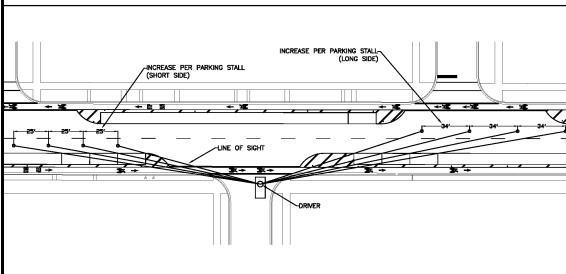 INCREASE PER PARKING STALL
(LONG SIDE)
INCREASE PER PARKING STALL
(SHORT SIDE)
25'
25'
25'
34'
34'
34'
LINE OF SIGHT
DRIVER